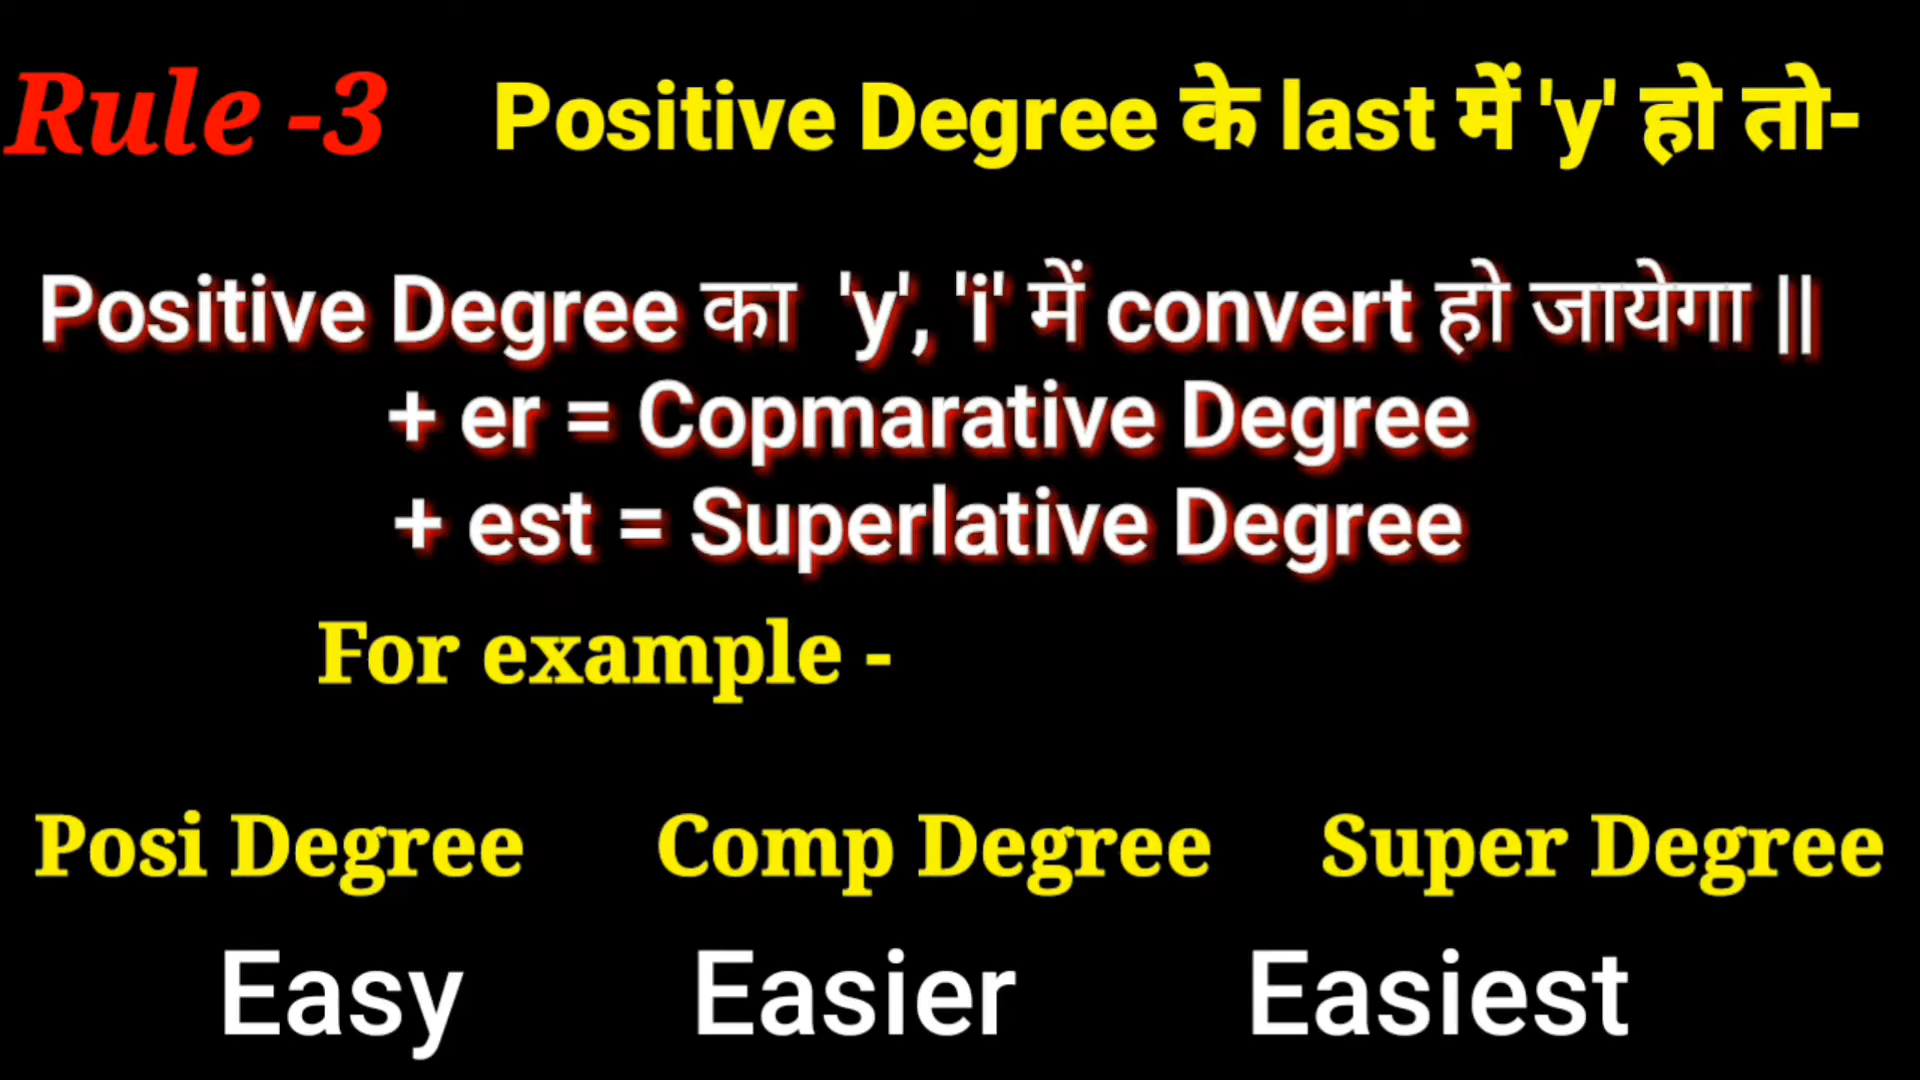 Rule -3 Positive Degree के last में 'y' हो तो-
Positive Degree का 'y', 'i' में convert हो जायेगा ||
+ er = Copmarative Degree
+ est = Superlative Degree
For example -
Posi Degree Comp Degree Super Degree
Easy Easier Easiest